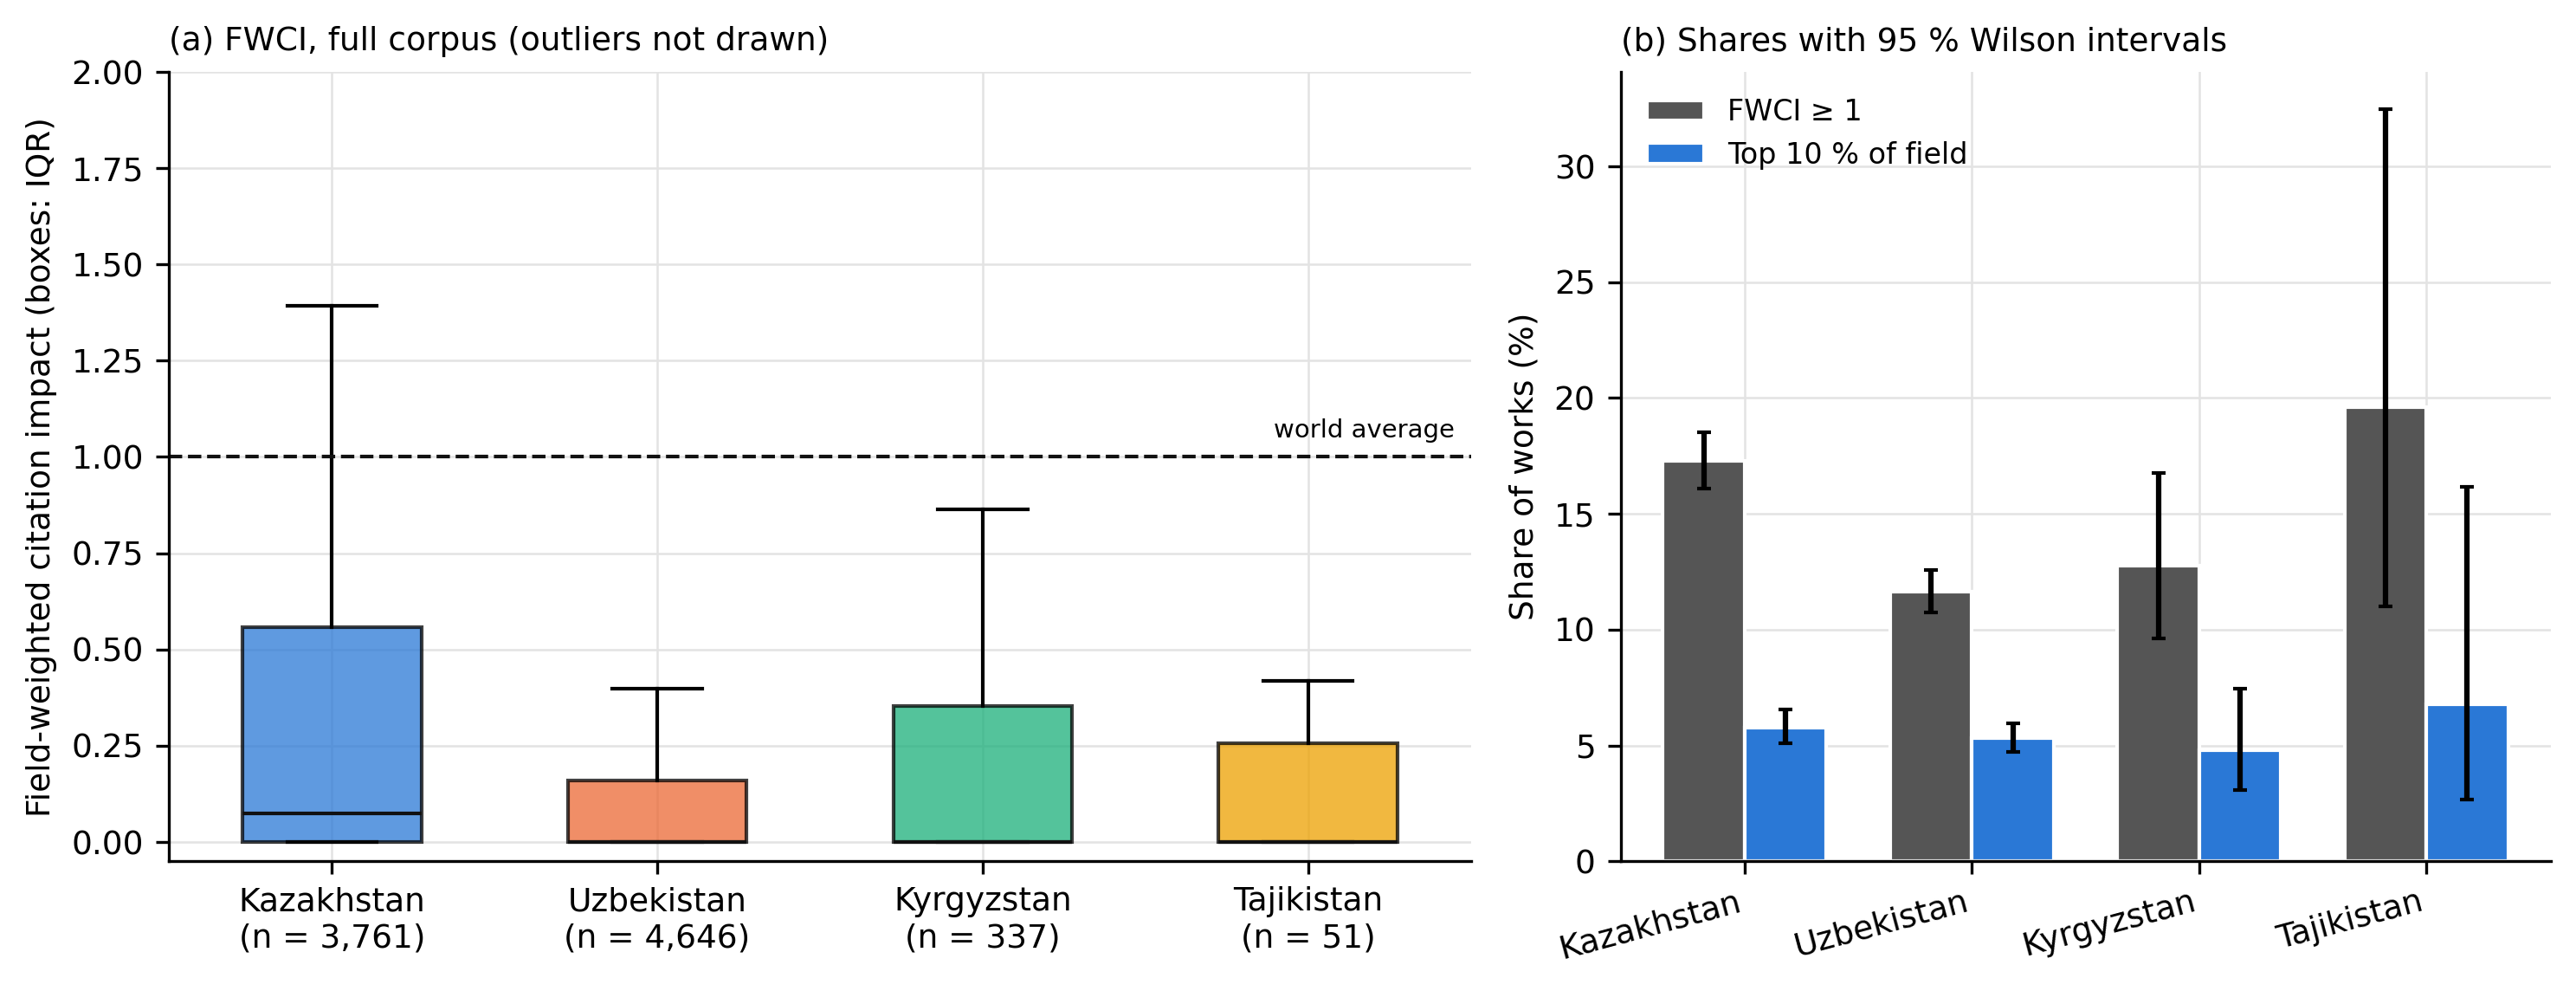 (a) FWCI, full corpus (outliers not drawn)
Field-weighted citation impact (boxes: IQR)
2.00
1.75
1.50
1.25
1.00
0.75
0.50
0.25
0.00
world average
Kazakhstan
(n = 3,761)
Uzbekistan
(n = 4,646)
Kyrgyzstan
(n = 337)
Tajikistan
(n = 51)
(b) Shares with 95 % Wilson intervals
FWCI ≥ 1
Top 10 % of field
Share of works (%)
30
25
20
15
10
5
0
Kazakhstan
Uzbekistan
Kyrgyzstan
Tajikistan